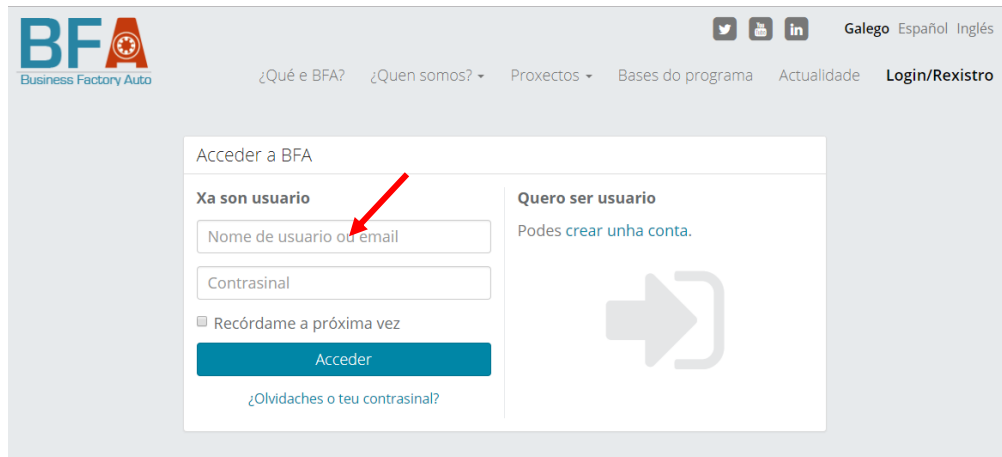 BFA
Business Factory Auto
Galego Español Inglés
¿Qué e BFA? ¿Quen somos? Proxectos Bases do programa Actualidade Login/Rexistro
Acceder a BFA
Xa son usuario
Nome de usuario ou email
Contrasinal
Recórdame a próxima vez
Acceder
¿Olvidaches o teu contrasinal?
Quero ser usuario
Podes crear unha conta.